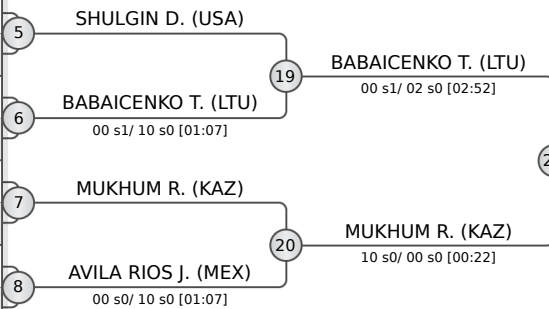 SHULGIN D. (USA)
5
19
BABAICENKO T. (LTU)
00 s1/ 02 s0 [02:52]
BABAICENKO T. (LTU)
6
00 s1/ 10 s0 [01:07]
MUKHUM R. (KAZ)
7
20
MUKHUM R. (KAZ)
10 s0/ 00 s0 [00:22]
AVILA RIOS J. (MEX)
8
00 s0/ 10 s0 [01:07]